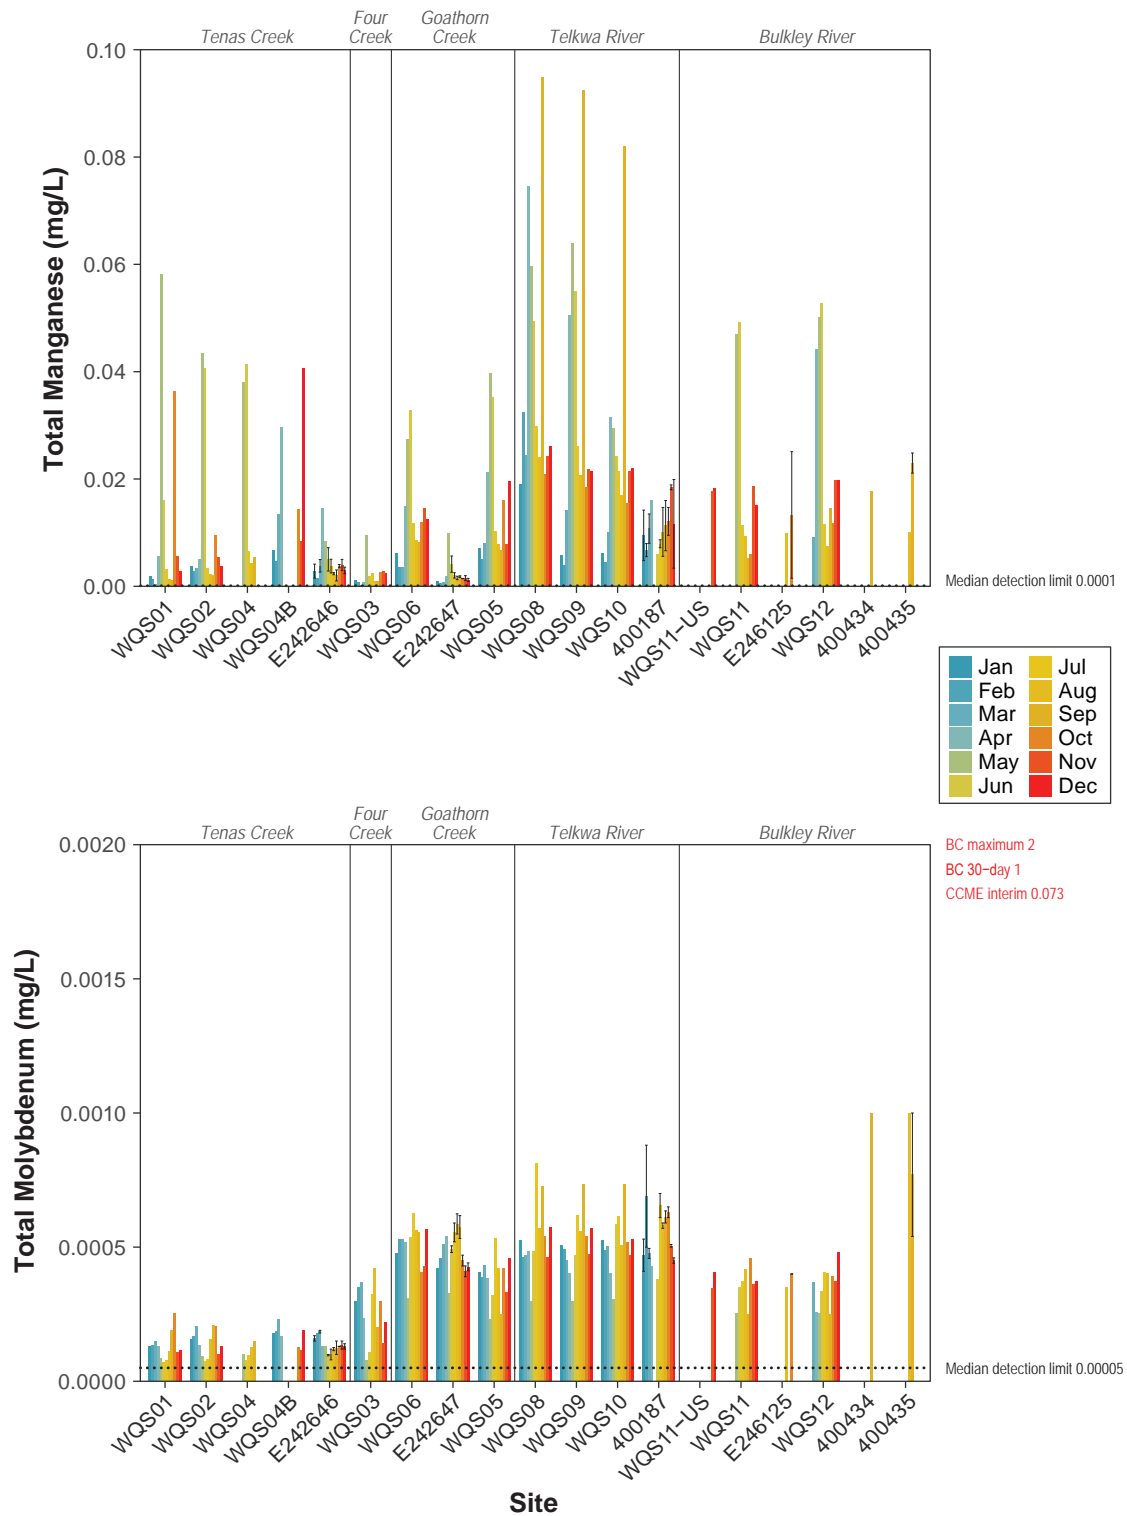 Tenas Creek
Four
Creek
Goathorn
Creek
Telkwa River
Bulkley River
Total Manganese (mg/L)
0.10
0.08
0.06
0.04
0.02
0.00
Median detection limit 0.0001
WQS01
WQS02
WQS04
WQS04B
E242646
WQS03
WQS06
E242647
WQS05
WQS08
WQS09
WQS10
400187
WQS11−US
WQS11
E246125
WQS12
400434
400435
Jan
Feb
Mar
Apr
May
Jun
Jul
Aug
Sep
Oct
Nov
Dec
Tenas Creek
Four
Creek
Goathorn
Creek
Telkwa River
Bulkley River
Total Molybdenum (mg/L)
0.0020
0.0015
0.0010
0.0005
0.0000
BC maximum 2
BC 30−day 1
CCME interim 0.073
Median detection limit 0.00005
WQS01
WQS02
WQS04
WQS04B
E242646
WQS03
WQS06
E242647
WQS05
WQS08
WQS09
WQS10
400187
WQS11−US
WQS11
E246125
WQS12
400434
400435
Site